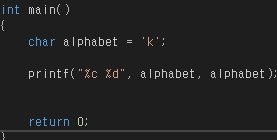 int main()
{
char alphabet = 'k';
printf("%c %d", alphabet, alphabet);
return 0;
}